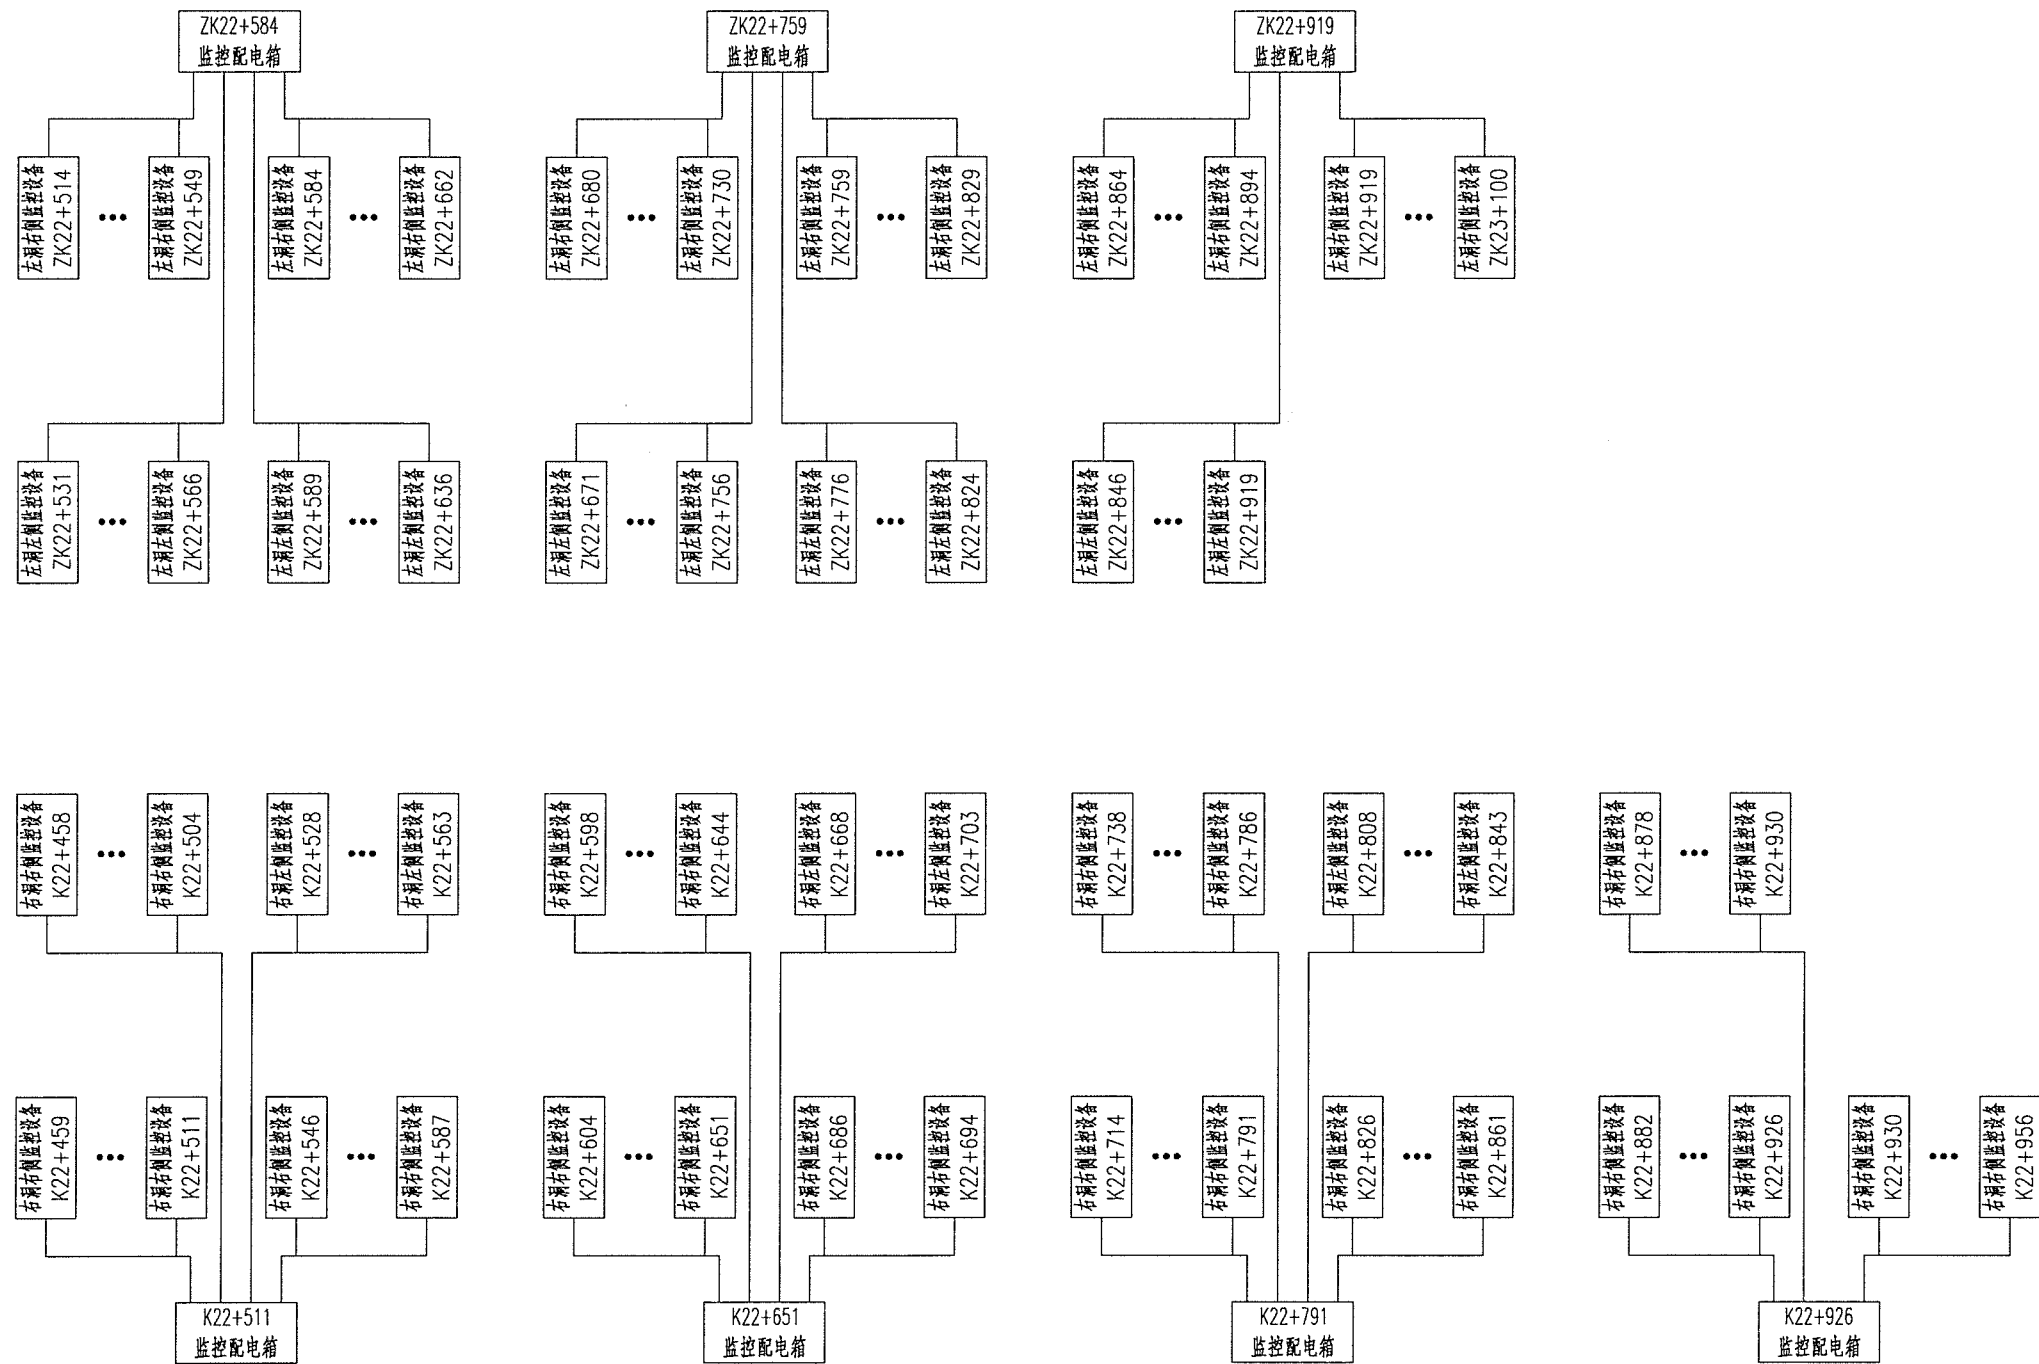 ZK22+584
监控配电箱
ZK22+759
监控配电箱
ZK22+919
监控配电箱
左洞右侧监控设备
ZK22+514
左洞右侧监控设备
ZK22+549
左洞右侧监控设备
ZK22+584
左洞右侧监控设备
ZK22+662
左洞右侧监控设备
ZK22+680
左洞右侧监控设备
ZK22+730
左洞右侧监控设备
ZK22+759
左洞右侧监控设备
ZK22+829
左洞右侧监控设备
ZK22+864
左洞右侧监控设备
ZK22+894
左洞右侧监控设备
ZK22+919
左洞右侧监控设备
ZK23+100
左洞左侧监控设备
ZK22+531
左洞左侧监控设备
ZK22+566
左洞左侧监控设备
ZK22+589
左洞左侧监控设备
ZK22+636
左洞左侧监控设备
ZK22+671
左洞左侧监控设备
ZK22+756
左洞左侧监控设备
ZK22+776
左洞左侧监控设备
ZK22+824
左洞左侧监控设备
ZK22+846
左洞左侧监控设备
ZK22+919
右洞右侧监控设备
K22+458
右洞右侧监控设备
K22+504
右洞左侧监控设备
K22+528
右洞左侧监控设备
K22+563
右洞右侧监控设备
K22+598
右洞右侧监控设备
K22+644
右洞左侧监控设备
K22+668
右洞左侧监控设备
K22+703
右洞右侧监控设备
K22+738
右洞右侧监控设备
K22+786
右洞左侧监控设备
K22+808
右洞左侧监控设备
K22+843
右洞右侧监控设备
K22+878
右洞右侧监控设备
K22+930
右洞右侧监控设备
K22+459
右洞右侧监控设备
K22+511
右洞右侧监控设备
K22+546
右洞右侧监控设备
K22+587
右洞右侧监控设备
K22+604
右洞右侧监控设备
K22+651
右洞右侧监控设备
K22+686
右洞右侧监控设备
K22+694
右洞右侧监控设备
K22+714
右洞右侧监控设备
K22+791
右洞右侧监控设备
K22+826
右洞右侧监控设备
K22+861
右洞右侧监控设备
K22+882
右洞右侧监控设备
K22+926
右洞右侧监控设备
K22+930
右洞右侧监控设备
K22+956
K22+511
监控配电箱
K22+651
监控配电箱
K22+791
监控配电箱
K22+926
监控配电箱